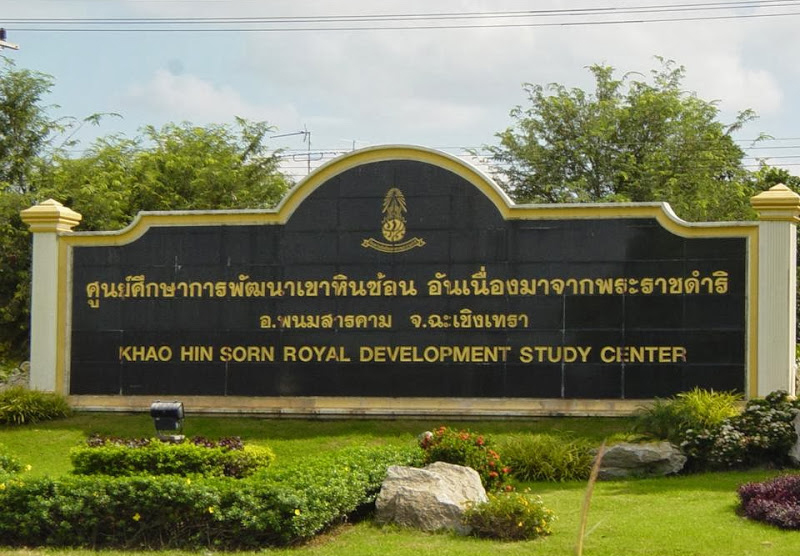 ศูนย์ศึกษาการพัฒนาเขาหินซ้อน อันเนื่องมาจากพระราชดำริ
อ.พนมสารคาม จ.ฉะเชิงเทรา
KHAO HIN SORN ROYAL DEVELOPMENT STUDY CENTER